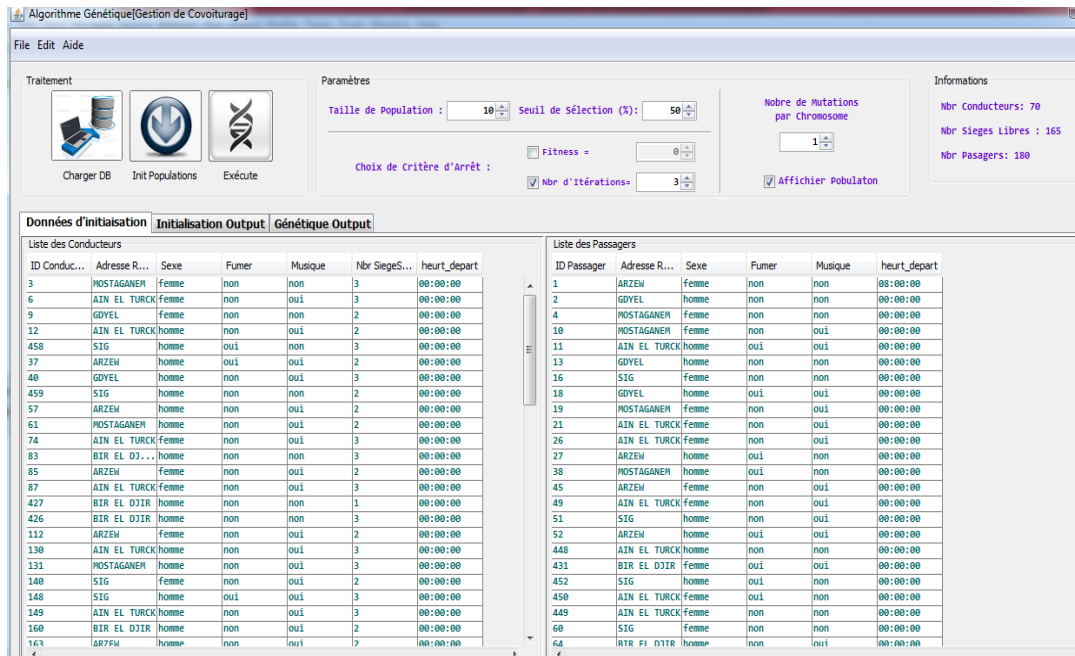 Algorithme Génétique[Gestion de Covoiturage]
File Edit Aide
Traitement
Charger DB Init Populations Exécute
Paramètres
Taille de Population : 10 Seuil de Sélection (%): 50
Choix de Critère d'Arrêt :
Fitness = 0
Nbr d'Itérations= 3
Nobre de Mutations
par Chromosome
1
Affichier Pobulaton
Informations
Nbr Conducteurs: 70
Nbr Sieges Libres : 165
Nbr Pasagers: 180
Données d'initiaisation Initialisation Output Génétique Output
Liste des Conducteurs
ID Conduc... Adresse R... Sexe Fumer Musique Nbr SiegeS... heurt_depart
3 MOSTAGANEM femme non non 3 00:00:00
6 AIN EL TURCK femme non oui 3 00:00:00
9 GDYEL femme non non 2 00:00:00
12 AIN EL TURCK homme non oui 2 00:00:00
458 SIG homme oui non 3 00:00:00
37 ARZEW homme oui oui 2 00:00:00
40 GDYEL homme non oui 3 00:00:00
459 SIG homme non non 2 00:00:00
57 ARZEW homme non oui 2 00:00:00
61 MOSTAGANEM homme non oui 2 00:00:00
74 AIN EL TURCK femme non oui 3 00:00:00
83 BIR EL DJ... homme non non 3 00:00:00
85 ARZEW femme non oui 2 00:00:00
87 AIN EL TURCK femme non oui 3 00:00:00
427 BIR EL DJIR homme non non 1 00:00:00
426 BIR EL DJIR homme non non 3 00:00:00
112 ARZEW femme non oui 2 00:00:00
130 AIN EL TURCK homme non oui 3 00:00:00
131 MOSTAGANEM homme non oui 3 00:00:00
140 SIG femme non oui 2 00:00:00
148 SIG homme oui oui 3 00:00:00
149 AIN EL TURCK homme non oui 3 00:00:00
160 BIR EL DJIR homme non oui 2 00:00:00
163 ARZEW homme non oui 2 00:00:00
Liste des Passagers
ID Passager Adresse R... Sexe Fumer Musique heurt_depart
1 ARZEW femme non non 08:00:00
2 GDYEL homme non non 00:00:00
4 MOSTAGANEM femme non non 00:00:00
10 MOSTAGANEM femme non oui 00:00:00
11 AIN EL TURCK homme oui oui 00:00:00
13 GDYEL homme non non 00:00:00
16 SIG femme non non 00:00:00
18 GDYEL homme oui oui 00:00:00
19 MOSTAGANEM femme non oui 00:00:00
21 AIN EL TURCK femme non oui 00:00:00
26 AIN EL TURCK femme non oui 00:00:00
27 ARZEW homme oui non 00:00:00
38 MOSTAGANEM homme non oui 00:00:00
45 ARZEW femme non oui 00:00:00
49 AIN EL TURCK femme non oui 00:00:00
51 SIG homme non oui 00:00:00
52 ARZEW homme oui oui 00:00:00
448 AIN EL TURCK homme non non 00:00:00
431 BIR EL DJIR femme oui oui 00:00:00
452 SIG homme oui non 00:00:00
450 AIN EL TURCK femme oui oui 00:00:00
449 AIN EL TURCK femme non oui 00:00:00
60 SIG femme non non 00:00:00
64 BIR EL DJIR homme non oui 00:00:00